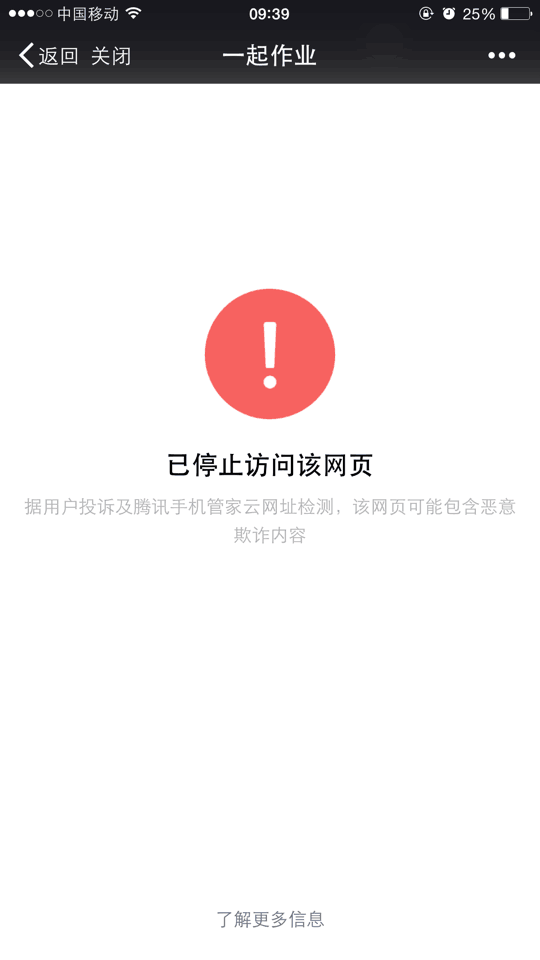 中国移动 09:39 25%
返回 关闭 一起作业
已停止访问该网页
据用户投诉及腾讯手机管家云网址检测，该网页可能包含恶意
欺诈内容
了解更多信息